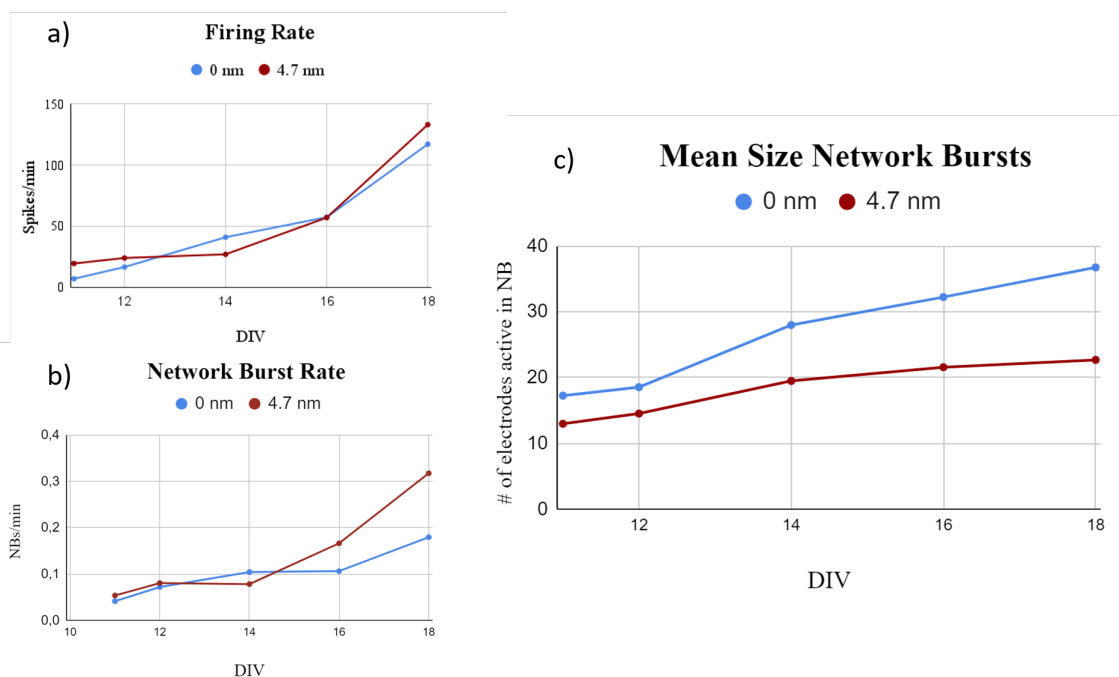 a)
Firing Rate
0 nm 4.7 nm
150
100
50
0
Spikes/min
12 14 16 18
DIV
b)
Network Burst Rate
0 nm 4.7 nm
0,4
0,3
0,2
0,1
0,0
NBs/min
10 12 14 16 18
DIV
c)
Mean Size Network Bursts
0 nm 4.7 nm
40
30
20
10
0
# of electrodes active in NB
12 14 16 18
DIV